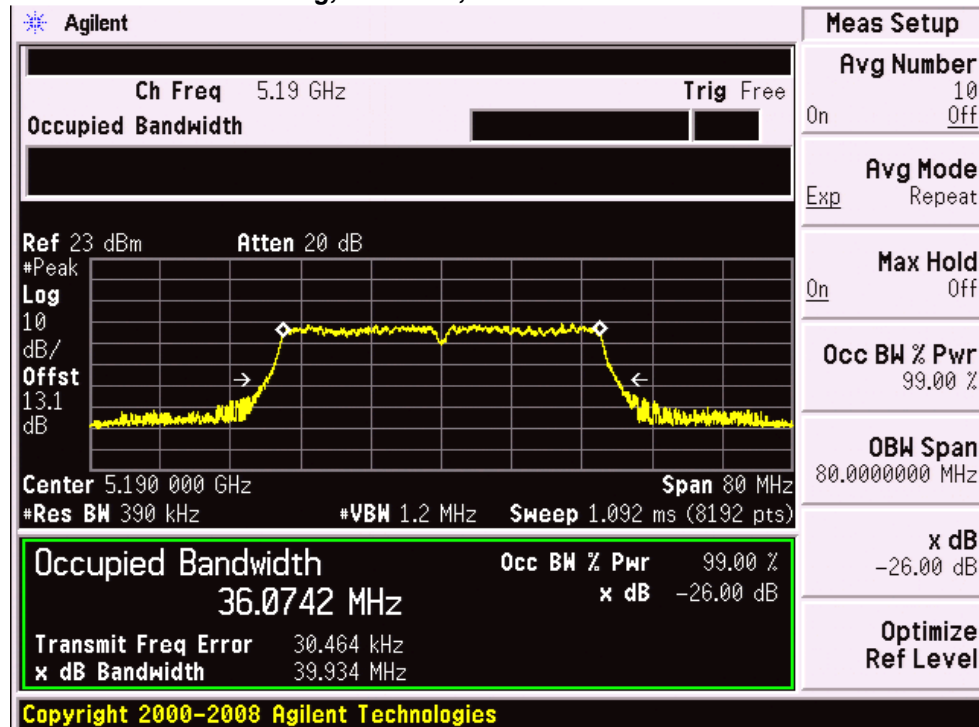 Agilent
Meas Setup
Ch Freq 5.19 GHz Trig Free
Occupied Bandwidth
Avg Number
10
On Off
Avg Mode
Exp Repeat
Max Hold
On Off
Occ BW % Pwr
99.00 %
OBW Span
80.0000000 MHz
x dB
-26.00 dB
Optimize
Ref Level
Ref 23 dBm Atten 20 dB
#Peak
Log
10
dB/
Offst
13.1
dB
Center 5.190 000 GHz Span 80 MHz
#Res BW 390 kHz #VBW 1.2 MHz Sweep 1.092 ms (8192 pts)
Occupied Bandwidth
36.0742 MHz
Occ BW % Pwr 99.00 %
x dB -26.00 dB
Transmit Freq Error 30.464 kHz
x dB Bandwidth 39.934 MHz
Copyright 2000-2008 Agilent Technologies